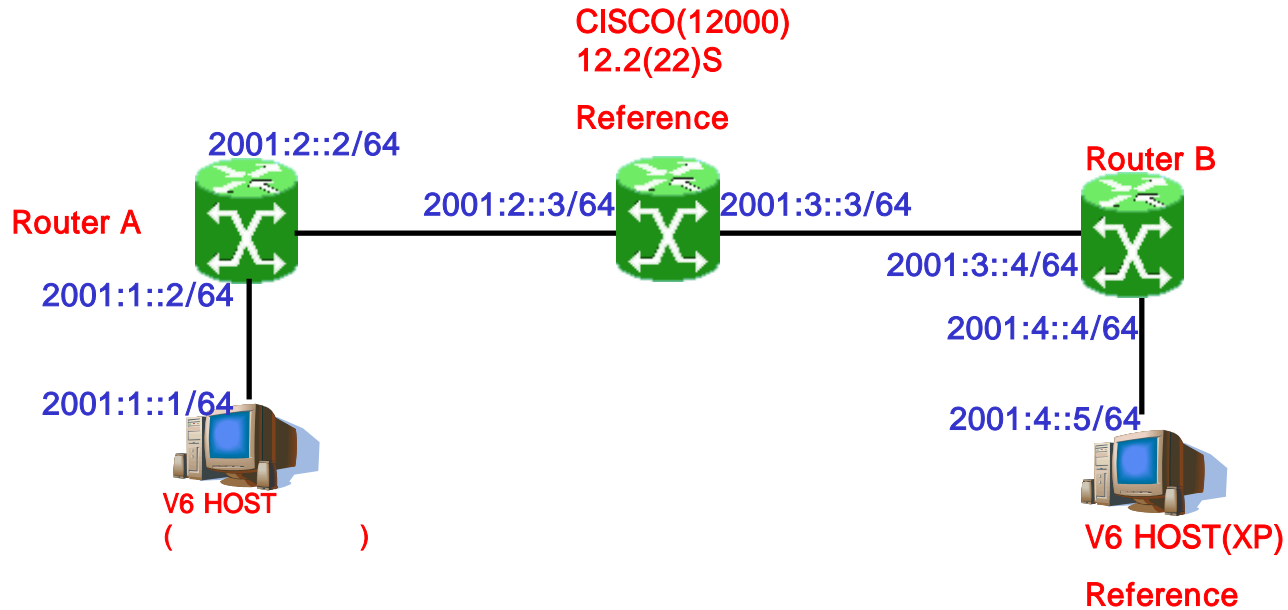 CISCO(12000)
12.2(22)S
Reference
2001:2::2/64
Router B
2001:2::3/64
2001:3::3/64
Router A
2001:3::4/64
2001:1::2/64
2001:4::4/64
2001:1::1/64
2001:4::5/64
V6 HOST
( )
V6 HOST(XP)
Reference